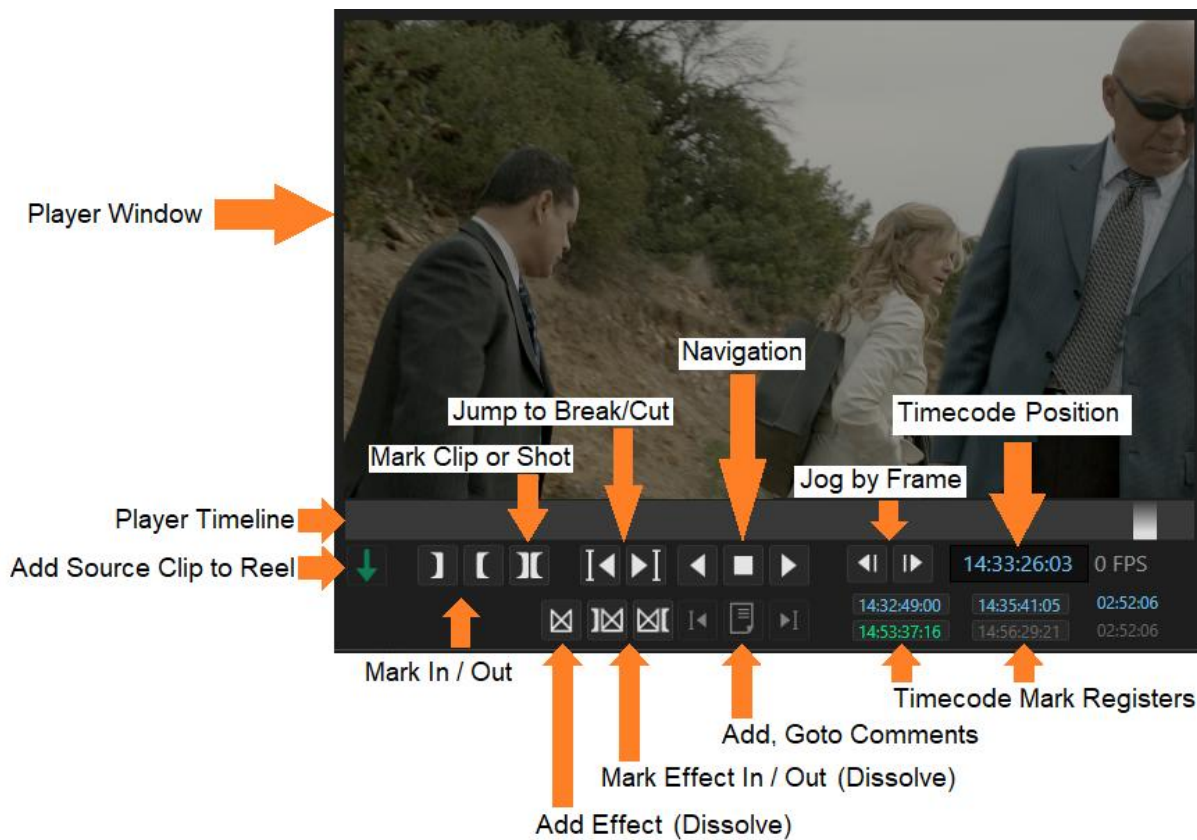 Player Window
Navigation
Jump to Break/Cut
Timecode Position
Mark Clip or Shot
Jog by Frame
Player Timeline
Add Source Clip to Reel
14:33:26:03 0 FPS
14:32:49:00 14:35:41:05 02:52:06
14:53:37:16 14:56:29:21 02:52:06
Mark In / Out
Timecode Mark Registers
Add, Goto Comments
Mark Effect In / Out (Dissolve)
Add Effect (Dissolve)